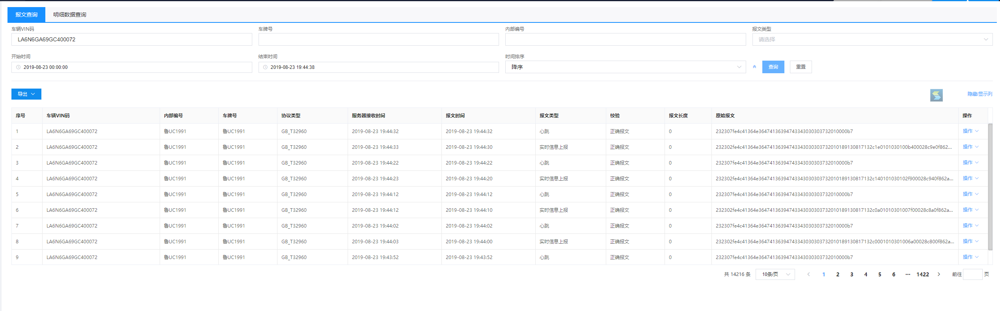 报文查询 明细数据查询
车辆VIN码 车牌号 内部编号 报文类型
LA6N6GA69GC400072 请选择
开始时间 结束时间 时间排序
2019-08-23 00:00:00 2019-08-23 19:44:38 降序 查询 重置
导出 隐藏/显示列
序号 车辆VIN码 内部编号 车牌号 协议类型 服务器接收时间 报文时间 报文类型 校验 报文长度 原始报文 操作
1 LA6N6GA69GC400072 鲁UC1991 鲁UC1991 GB_T32960 2019-08-23 19:44:32 2019-08-23 19:44:32 心跳 正确报文 0 232307fe4c41364e36474136394743343030303732010000b7 操作
2 LA6N6GA69GC400072 鲁UC1991 鲁UC1991 GB_T32960 2019-08-23 19:44:33 2019-08-23 19:44:30 实时信息上报 正确报文 0 232302fe4c41364e36474136394743343030303732010189130817132c1e0101030100b400028c9e0f862... 操作
3 LA6N6GA69GC400072 鲁UC1991 鲁UC1991 GB_T32960 2019-08-23 19:44:22 2019-08-23 19:44:22 心跳 正确报文 0 232307fe4c41364e36474136394743343030303732010000b7 操作
4 LA6N6GA69GC400072 鲁UC1991 鲁UC1991 GB_T32960 2019-08-23 19:44:23 2019-08-23 19:44:20 实时信息上报 正确报文 0 232302fe4c41364e36474136394743343030303732010189130817132c140101030102f900028c940f862a... 操作
5 LA6N6GA69GC400072 鲁UC1991 鲁UC1991 GB_T32960 2019-08-23 19:44:12 2019-08-23 19:44:12 心跳 正确报文 0 232307fe4c41364e36474136394743343030303732010000b7 操作
6 LA6N6GA69GC400072 鲁UC1991 鲁UC1991 GB_T32960 2019-08-23 19:44:12 2019-08-23 19:44:10 实时信息上报 正确报文 0 232302fe4c41364e36474136394743343030303732010189130817132c0a01010301007f00028c8a0f862a... 操作
7 LA6N6GA69GC400072 鲁UC1991 鲁UC1991 GB_T32960 2019-08-23 19:44:02 2019-08-23 19:44:02 心跳 正确报文 0 232307fe4c41364e36474136394743343030303732010000b7 操作
8 LA6N6GA69GC400072 鲁UC1991 鲁UC1991 GB_T32960 2019-08-23 19:44:03 2019-08-23 19:44:00 实时信息上报 正确报文 0 232302fe4c41364e36474136394743343030303732010189130817132c0001010301006a00028c800f862a... 操作
9 LA6N6GA69GC400072 鲁UC1991 鲁UC1991 GB_T32960 2019-08-23 19:43:52 2019-08-23 19:43:52 心跳 正确报文 0 232307fe4c41364e36474136394743343030303732010000b7 操作
共 14216 条 10条/页 1 2 3 4 5 6 ··· 1422 前往 页